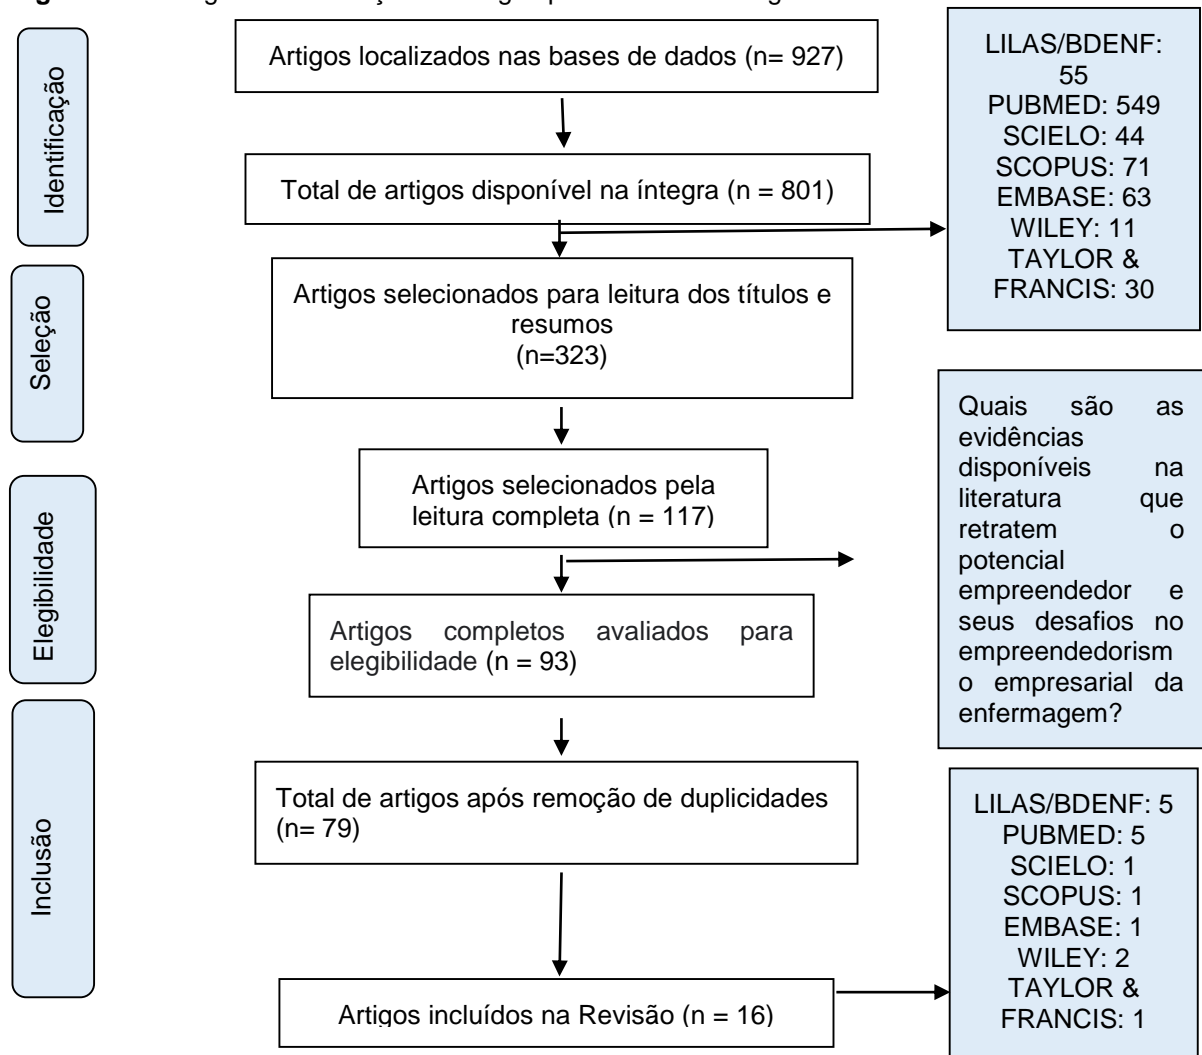 Identificação
Artigos localizados nas bases de dados (n= 927)
Total de artigos disponível na íntegra (n = 801)
LILAS/BDENF:
55
PUBMED: 549
SCIELO: 44
SCOPUS: 71
EMBASE: 63
WILEY: 11
TAYLOR &
FRANCIS: 30
Seleção
Artigos selecionados para leitura dos títulos e
resumos
(n=323)
Artigos selecionados pela
leitura completa (n = 117)
Quais são as
evidências
disponíveis na
literatura que
retratem o
potencial
empreendedor e
seus desafios no
empreendedorism
o empresarial da
enfermagem?
Elegibilidade
Artigos completos avaliados para
elegibilidade (n = 93)
Inclusão
Total de artigos após remoção de duplicidades
(n= 79)
Artigos incluídos na Revisão (n = 16)
LILAS/BDENF: 5
PUBMED: 5
SCIELO: 1
SCOPUS: 1
EMBASE: 1
WILEY: 2
TAYLOR &
FRANCIS: 1